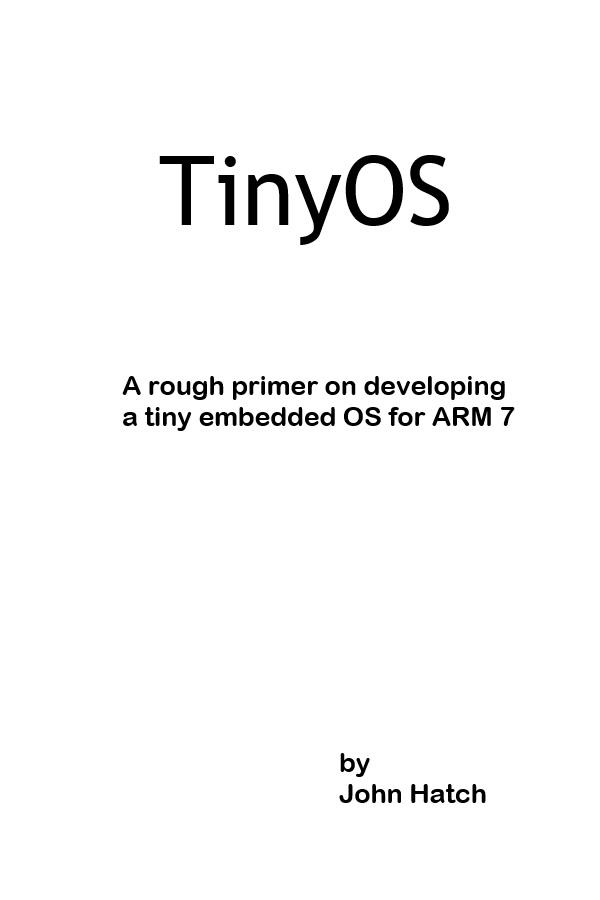 TinyOS
A rough primer on developing
a tiny embedded OS for ARM 7
by
John Hatch